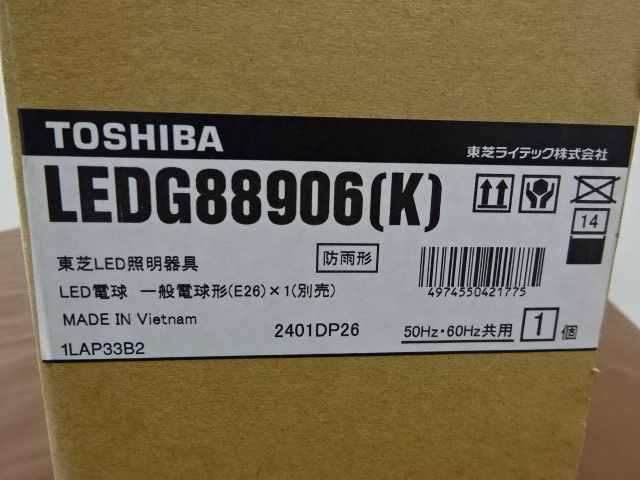 TOSHIBA
東芝ライテック株式会社
LEDG88906(K)
14
東芝LED照明器具
防雨形
LED電球 一般電球形(E26)×1(別売)
4974550421775
MADE IN Vietnam
2401DP26
50Hz・60Hz共用
1個
1LAP33B2